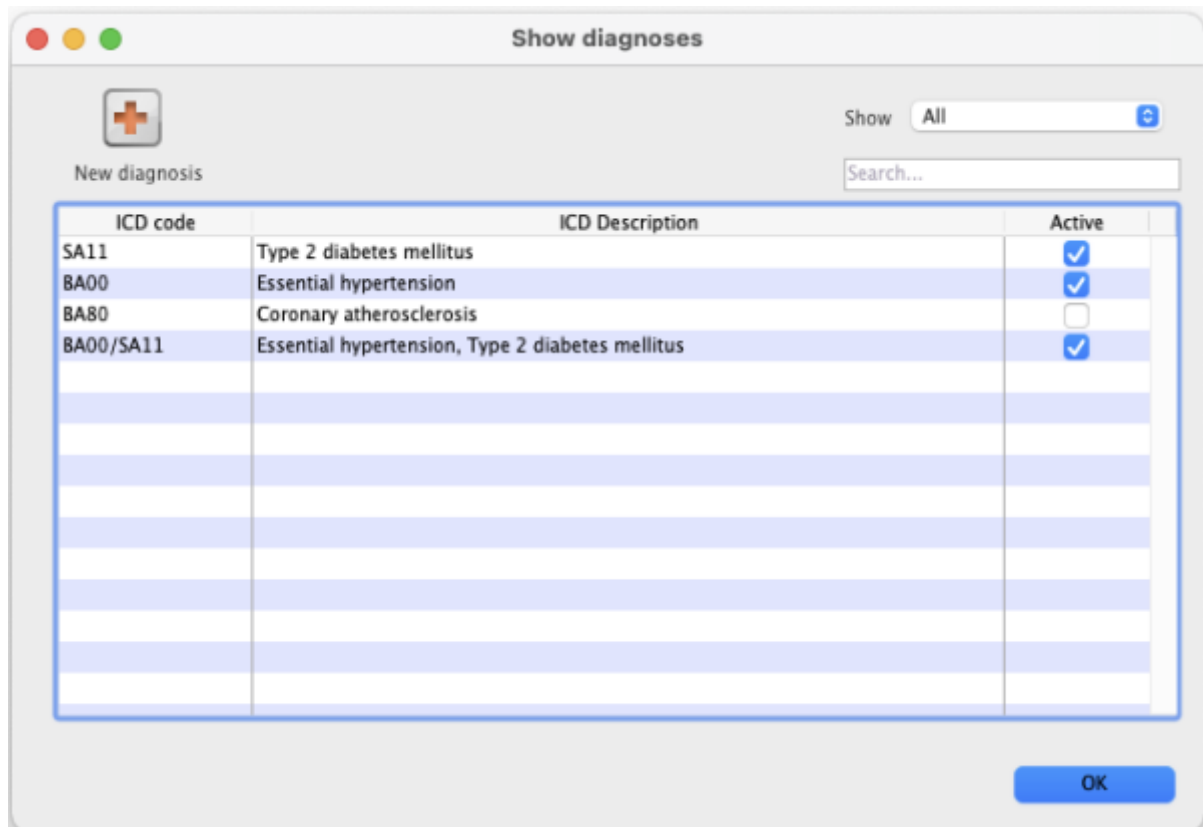 Show diagnoses
Show All
New diagnosis
Search...
ICD code ICD Description Active
SA11 Type 2 diabetes mellitus
BA00 Essential hypertension
BA80 Coronary atherosclerosis
BA00/SA11 Essential hypertension, Type 2 diabetes mellitus
OK